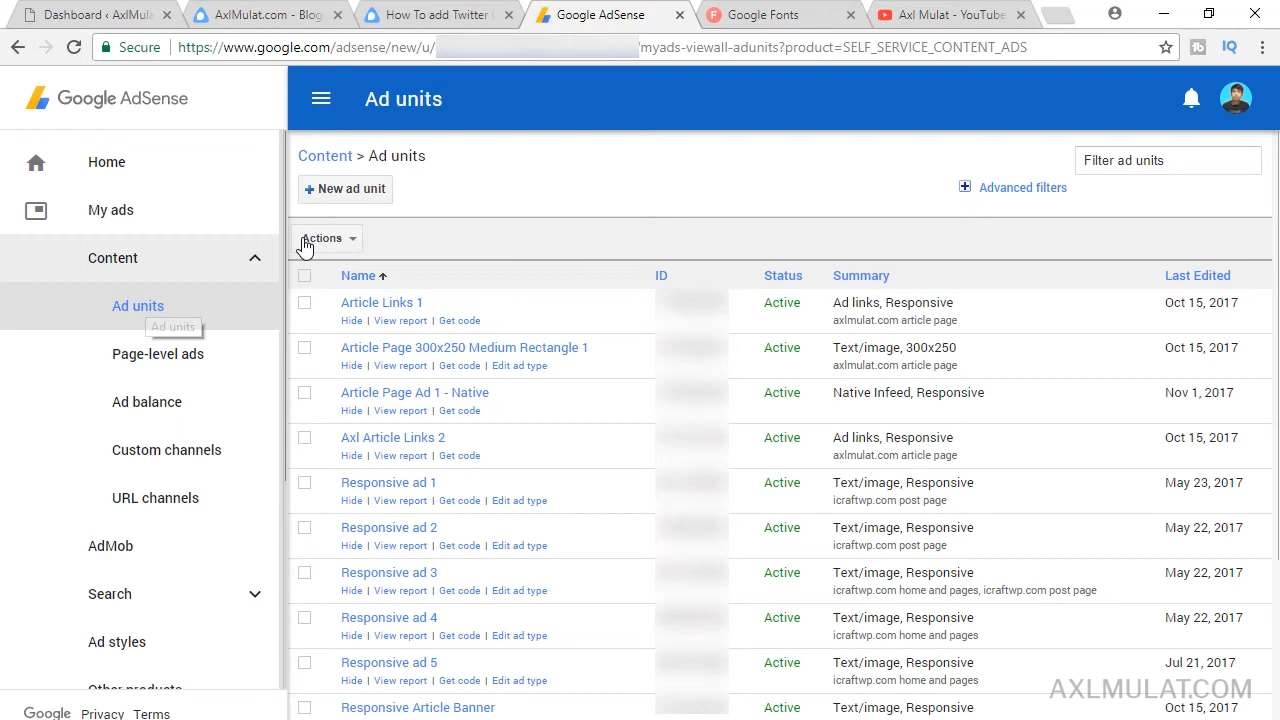 Dashboard ‹ AxlMula
AxlMulat.com - Blog
How To add Twitter
Google AdSense
Google Fonts
Axl Mulat - YouTube
Secure
https://www.google.com/adsense/new/u/
/myads-viewall-adunits?product=SELF_SERVICE_CONTENT_ADS
Google AdSense
Ad units
Home
My ads
Content
Ad units
Ad units
Page-level ads
Ad balance
Custom channels
URL channels
AdMob
Search
Ad styles
Other products
Google Privacy Terms
Content > Ad units
Filter ad units
+ New ad unit
Advanced filters
Actions
Name ID Status Summary Last Edited
Article Links 1 Active Ad links, Responsive Oct 15, 2017
Hide | View report | Get code axlmulat.com article page
Article Page 300x250 Medium Rectangle 1 Active Text/image, 300x250 Oct 15, 2017
Hide | View report | Get code | Edit ad type axlmulat.com article page
Article Page Ad 1 - Native Active Native Infeed, Responsive Nov 1, 2017
Hide | View report | Get code
Axl Article Links 2 Active Ad links, Responsive Oct 15, 2017
Hide | View report | Get code axlmulat.com article page
Responsive ad 1 Active Text/image, Responsive May 23, 2017
Hide | View report | Get code | Edit ad type icraftwp.com post page
Responsive ad 2 Active Text/image, Responsive May 22, 2017
Hide | View report | Get code | Edit ad type icraftwp.com post page
Responsive ad 3 Active Text/image, Responsive May 22, 2017
Hide | View report | Get code | Edit ad type icraftwp.com home and pages, icraftwp.com post page
Responsive ad 4 Active Text/image, Responsive May 22, 2017
Hide | View report | Get code | Edit ad type icraftwp.com home and pages
Responsive ad 5 Active Text/image, Responsive Jul 21, 2017
Hide | View report | Get code | Edit ad type icraftwp.com home and pages
Responsive Article Banner Active Text/image, Responsive Oct 15, 2017
AXLMULAT.COM